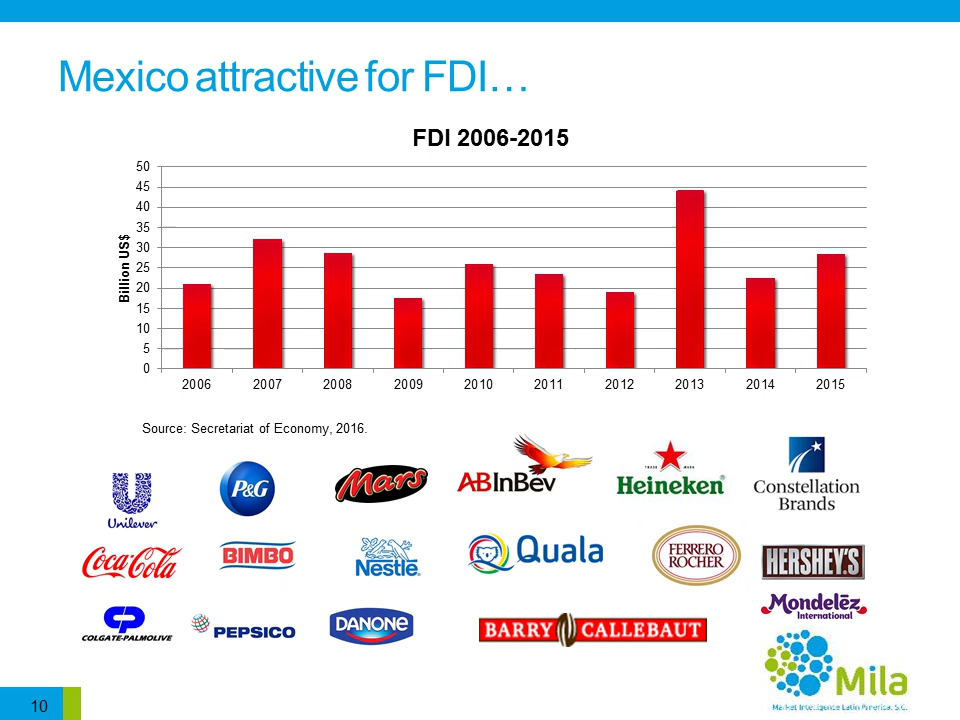 Mexico attractive for FDI…
FDI 2006-2015
Billion US$
50
45
40
35
30
25
20
15
10
5
0
2006 2007 2008 2009 2010 2011 2012 2013 2014 2015
Source: Secretariat of Economy, 2016.
Unilever
P&G
Mars
ABInBev
TRADE MARK
Heineken®
Constellation
Brands
Coca-Cola
BIMBO
Nestlé
Quala
FERRERO
ROCHER
HERSHEY'S
COLGATE-PALMOLIVE
PEPSICO
DANONE
BARRY CALLEBAUT
Mondelēz
International
Mila
Market Intelligence Latin America, S.C.
10